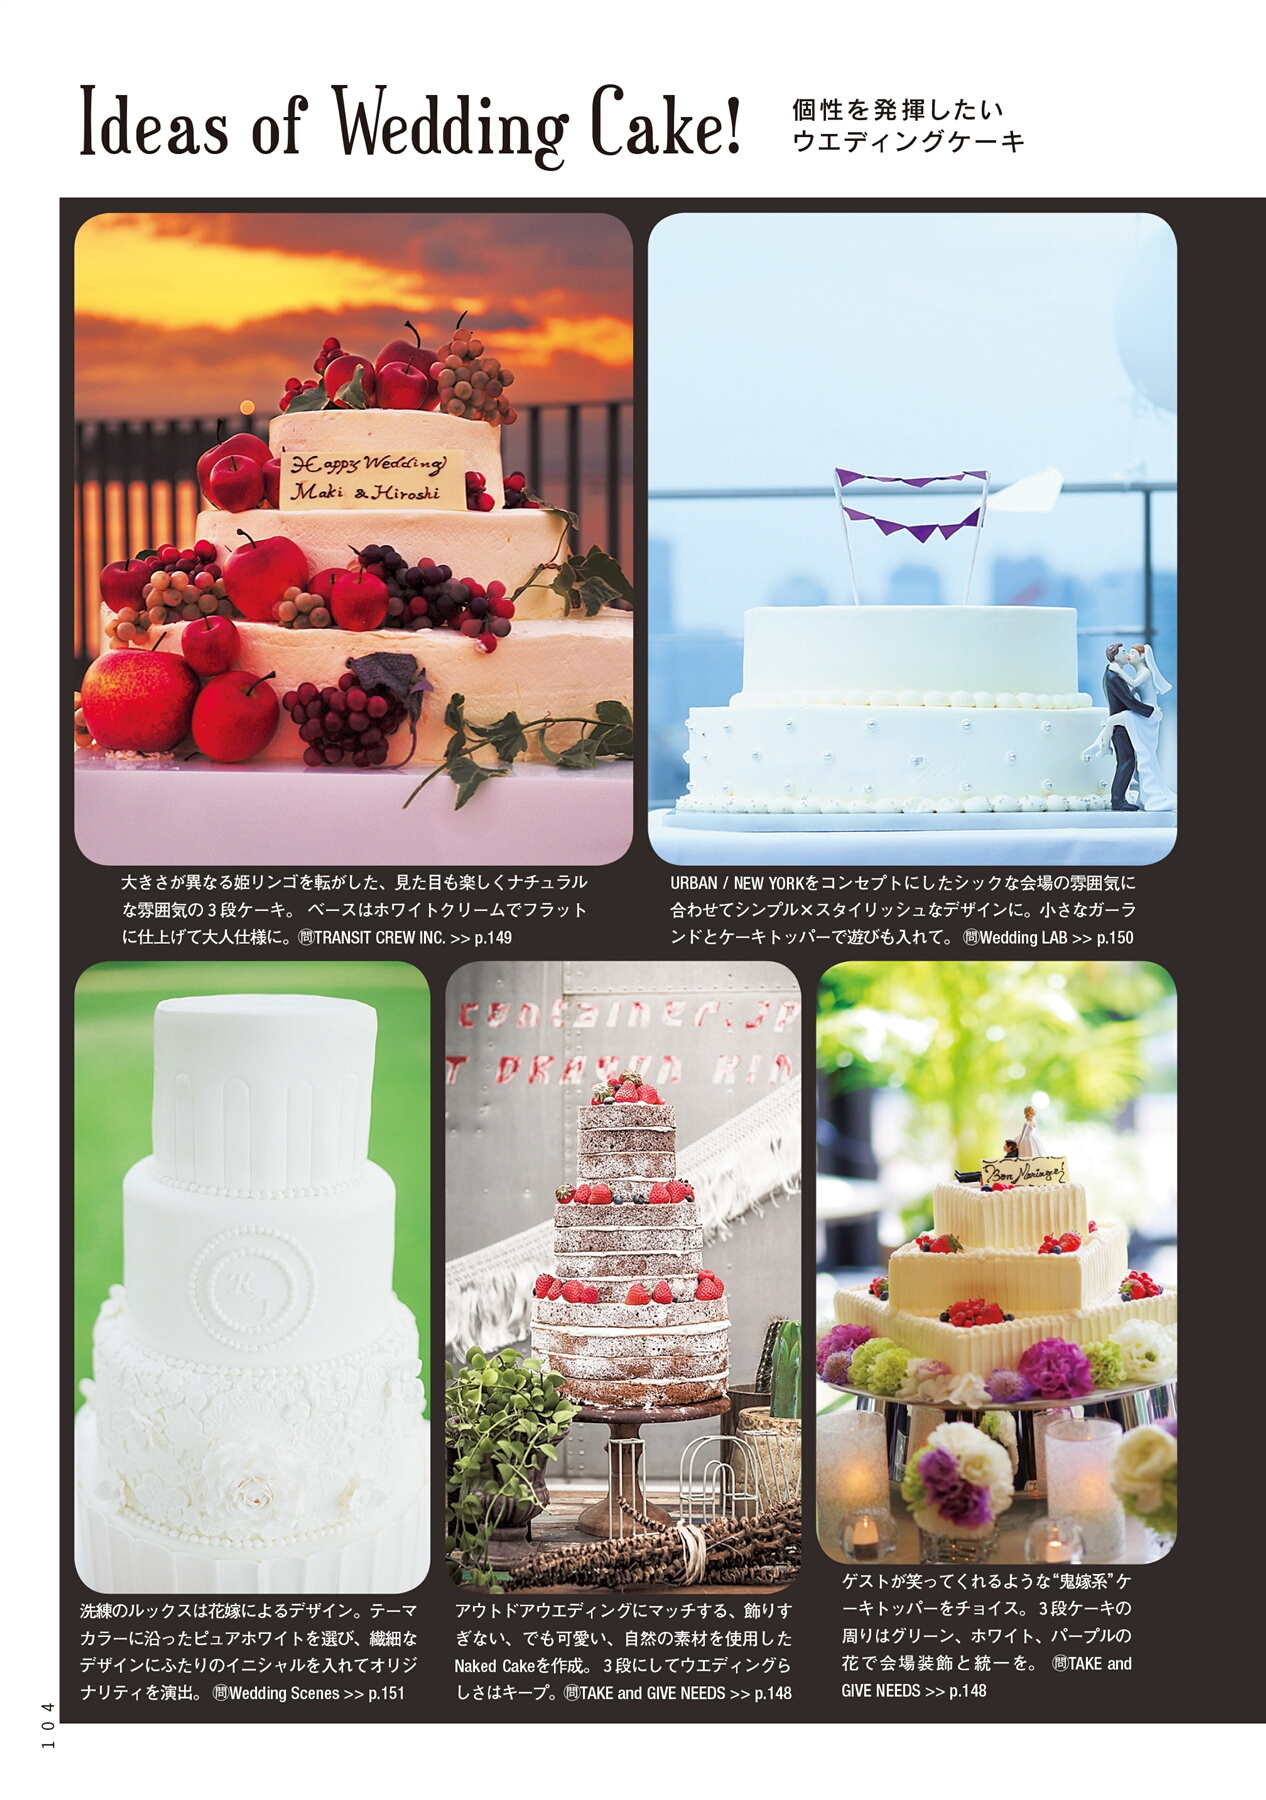 Ideas of Wedding Cake!
個性を発揮したい
ウエディングケーキ
Happy Wedding
Maki & Hiroshi
大きさが異なる姫リンゴを転がした、見た目も楽しくナチュラル
な雰囲気の3段ケーキ。ベースはホワイトクリームでフラット
に仕上げて大人仕様に。㉄TRANSIT CREW INC. >> p.149
URBAN / NEW YORKをコンセプトにしたシックな会場の雰囲気に
合わせてシンプル×スタイリッシュなデザインに。小さなガーラ
ンドとケーキトッパーで遊びも入れて。㉄Wedding LAB >> p.150
container.jp
T DRAGON KIN
Bon Mariage!
洗練のルックスは花嫁によるデザイン。テーマ
カラーに沿ったピュアホワイトを選び、繊細な
デザインにふたりのイニシャルを入れてオリジ
ナリティを演出。㉄Wedding Scenes >> p.151
アウトドアウエディングにマッチする、飾りす
ぎない、でも可愛い、自然の素材を使用した
Naked Cakeを作成。3段にしてウエディングら
しさはキープ。㉄TAKE and GIVE NEEDS >> p.148
ゲストが笑ってくれるような“鬼嫁系”ケ
ーキトッパーをチョイス。3段ケーキの
周りはグリーン、ホワイト、パープルの
花で会場装飾と統一を。㉄TAKE and
GIVE NEEDS >> p.148
104